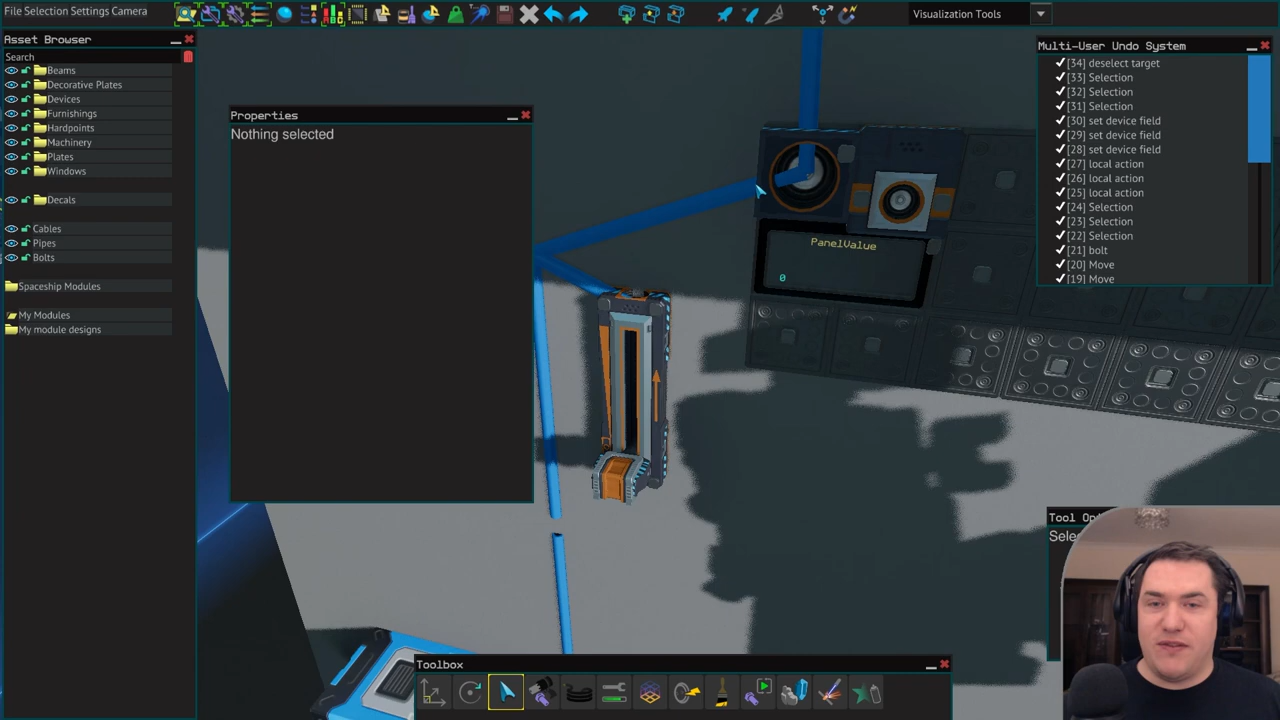 File Selection Settings Camera
Visualization Tools
Asset Browser
Search
Beams
Decorative Plates
Devices
Furnishings
Hardpoints
Machinery
Plates
Windows
Decals
Cables
Pipes
Bolts
Spaceship Modules
My Modules
My module designs
Properties
Nothing selected
PanelValue
0
Multi-User Undo System
[34] deselect target
[33] Selection
[32] Selection
[31] Selection
[30] set device field
[29] set device field
[28] set device field
[27] local action
[26] local action
[25] local action
[24] Selection
[23] Selection
[22] Selection
[21] bolt
[20] Move
[19] Move
Tool Op
Selec
Toolbox